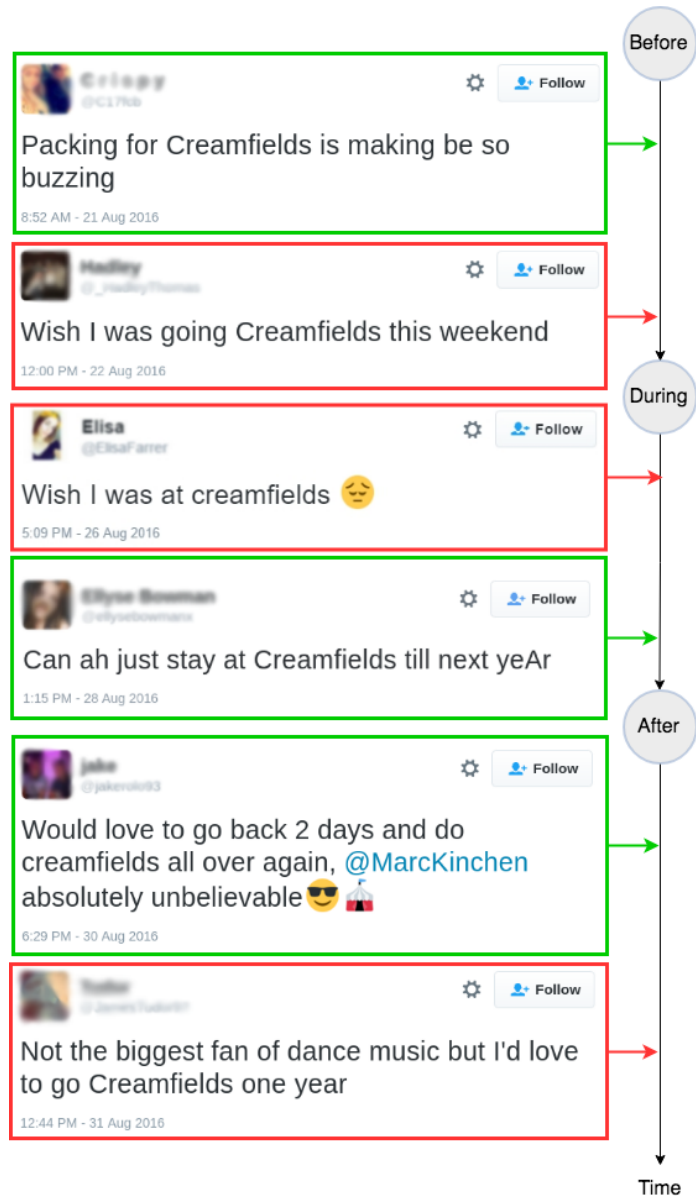 Before
Follow
Packing for Creamfields is making be so
buzzing
8:52 AM - 21 Aug 2016
Hadley
Follow
Wish I was going Creamfields this weekend
12:00 PM - 22 Aug 2016
During
Elisa
Follow
@ElisaFarrer
Wish I was at creamfields
5:09 PM - 26 Aug 2016
Follow
Can ah just stay at Creamfields till next yeAr
1:15 PM - 28 Aug 2016
After
jake
Follow
Would love to go back 2 days and do
creamfields all over again, @MarcKinchen
absolutely unbelievable
6:29 PM - 30 Aug 2016
Follow
Not the biggest fan of dance music but I'd love
to go Creamfields one year
12:44 PM - 31 Aug 2016
Time